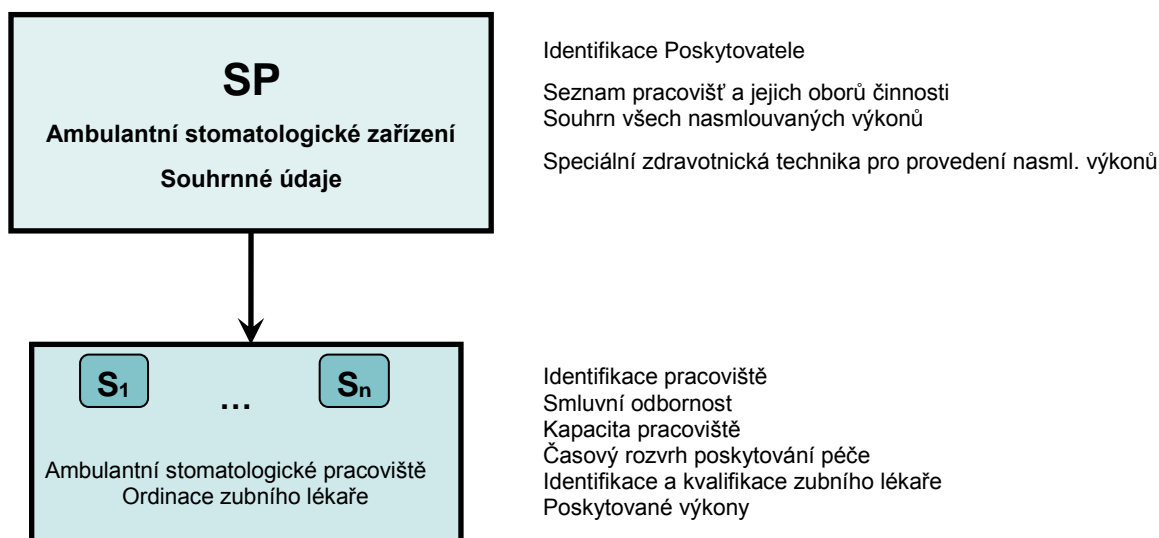 SP
Ambulantní stomatologické zařízení
Souhrnné údaje
Identifikace Poskytovatele
Seznam pracovišť a jejich oborů činnosti
Souhrn všech nasmlouvaných výkonů
Speciální zdravotnická technika pro provedení nasml. výkonů
S1 … Sn
Ambulantní stomatologické pracoviště
Ordinace zubního lékaře
Identifikace pracoviště
Smluvní odbornost
Kapacita pracoviště
Časový rozvrh poskytování péče
Identifikace a kvalifikace zubního lékaře
Poskytované výkony